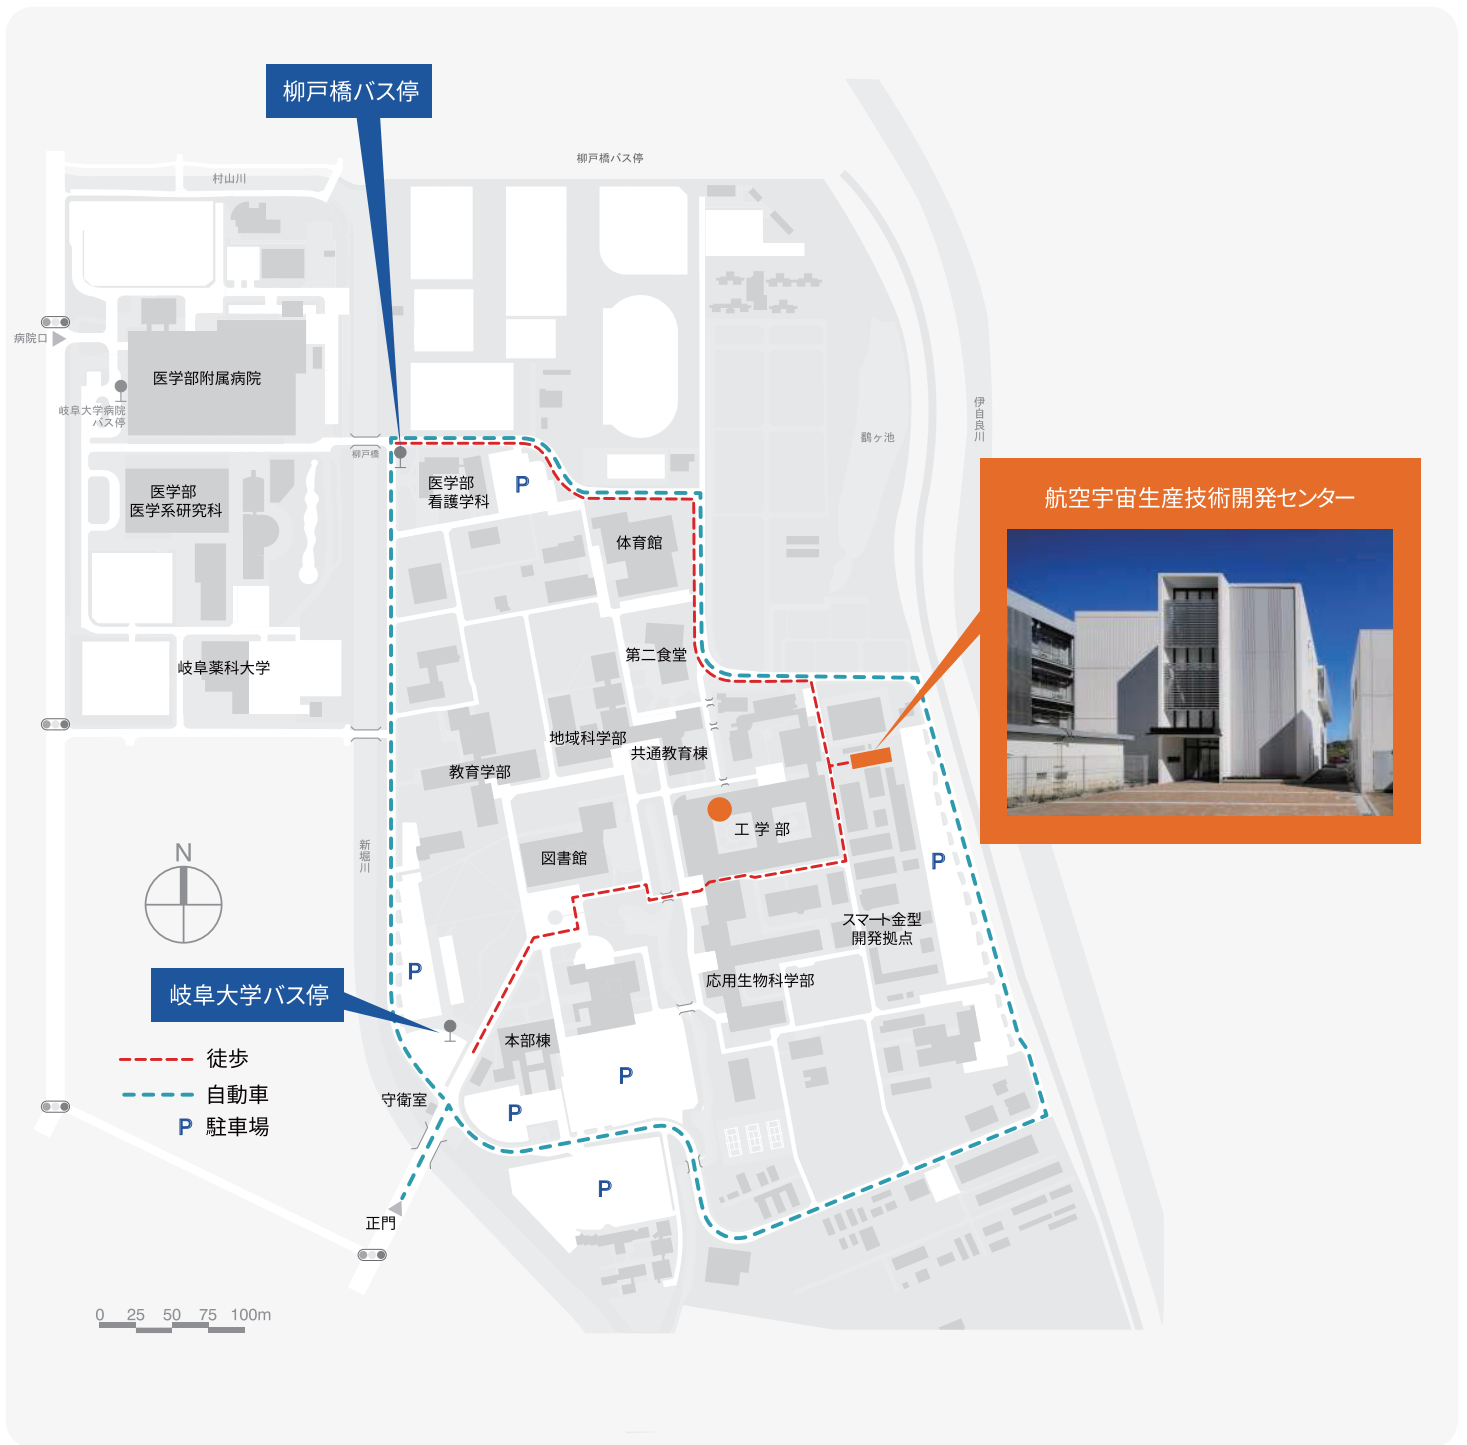 柳戸橋バス停
柳戸橋バス停
村山川
病院口
医学部附属病院
岐阜大学病院
バス停
伊自良川
鷭ヶ池
柳戸橋
医学部
看護学科
P
医学部
医学系研究科
航空宇宙生産技術開発センター
体育館
第二食堂
岐阜薬科大学
地域科学部
共通教育棟
教育学部
工学部
図書館
新堀川
P
N
スマート金型
開発拠点
P
応用生物科学部
岐阜大学バス停
本部棟
徒歩
自動車
P 駐車場
P
P
守衛室
P
正門
0 25 50 75 100m